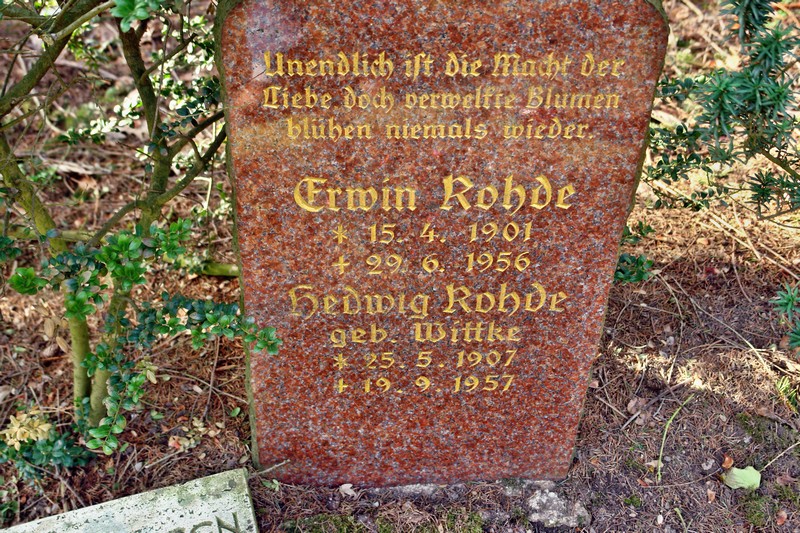 Unendlich ist die Macht der
Liebe doch verwelkte Blumen
blühen niemals wieder.
Erwin Rohde
* 15. 4. 1901
+ 29. 6. 1956
Hedwig Rohde
geb. Wittke
* 25. 5. 1907
+ 19. 9. 1957